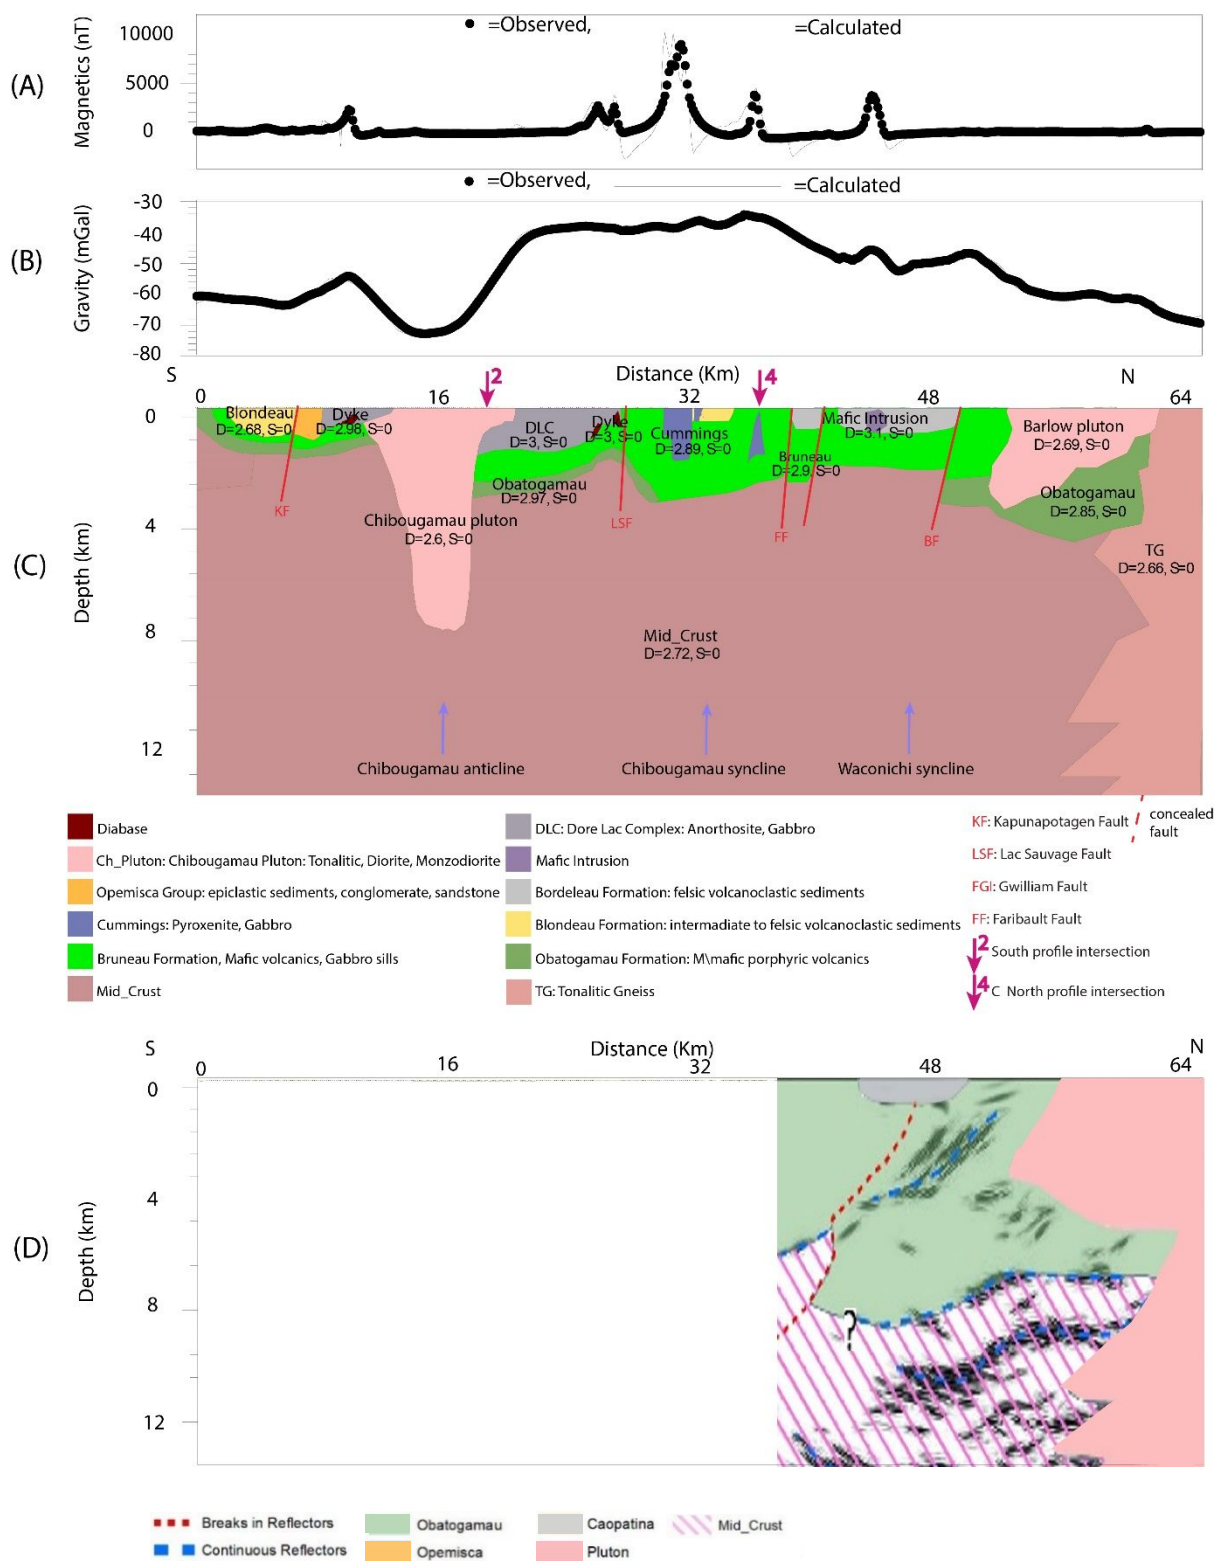 =Observed, =Calculated
(A)
Magnetics (nT)
10000
5000
0
=Observed, =Calculated
(B)
Gravity (mGal)
-30
-40
-50
-60
-70
-80
S Distance (Km) N
0 16 2 32 4 48 64
(C)
Depth (km)
0
4
8
12
Blondeau
D=2.68, S=0
Dyke
D=2.98, S=0
DLC
D=3, S=0
Dyke
D=3, S=0
Cummings
D=2.89, S=0
Mafic Intrusion
D=3.1, S=0
Bruneau
D=2.9, S=0
Barlow pluton
D=2.69, S=0
Obatogamau
D=2.97, S=0
Obatogamau
D=2.85, S=0
Chibougamau pluton
D=2.6, S=0
KF
LSF
FF
BF
TG
D=2.66, S=0
Mid_Crust
D=2.72, S=0
Chibougamau anticline
Chibougamau syncline
Waconichi syncline
Diabase
Ch_Pluton: Chibougamau Pluton: Tonalitic, Diorite, Monzodiorite
Opemisca Group: epiclastic sediments, conglomerate, sandstone
Cummings: Pyroxenite, Gabbro
Bruneau Formation, Mafic volcanics, Gabbro sills
Mid_Crust
DLC: Dore Lac Complex: Anorthosite, Gabbro
Mafic Intrusion
Bordeleau Formation: felsic volcanoclastic sediments
Blondeau Formation: intermadiate to felsic volcanoclastic sediments
Obatogamau Formation: M\mafic porphyric volcanics
TG: Tonalitic Gneiss
KF: Kapunapotagen Fault
LSF: Lac Sauvage Fault
FGl: Gwilliam Fault
FF: Faribault Fault
2 South profile intersection
4 C North profile intersection
concealed
fault
S Distance (Km) N
0 16 32 48 64
(D)
Depth (km)
0
4
8
12
?
Breaks in Reflectors
Continuous Reflectors
Obatogamau
Opemisca
Caopatina
Pluton
Mid_Crust